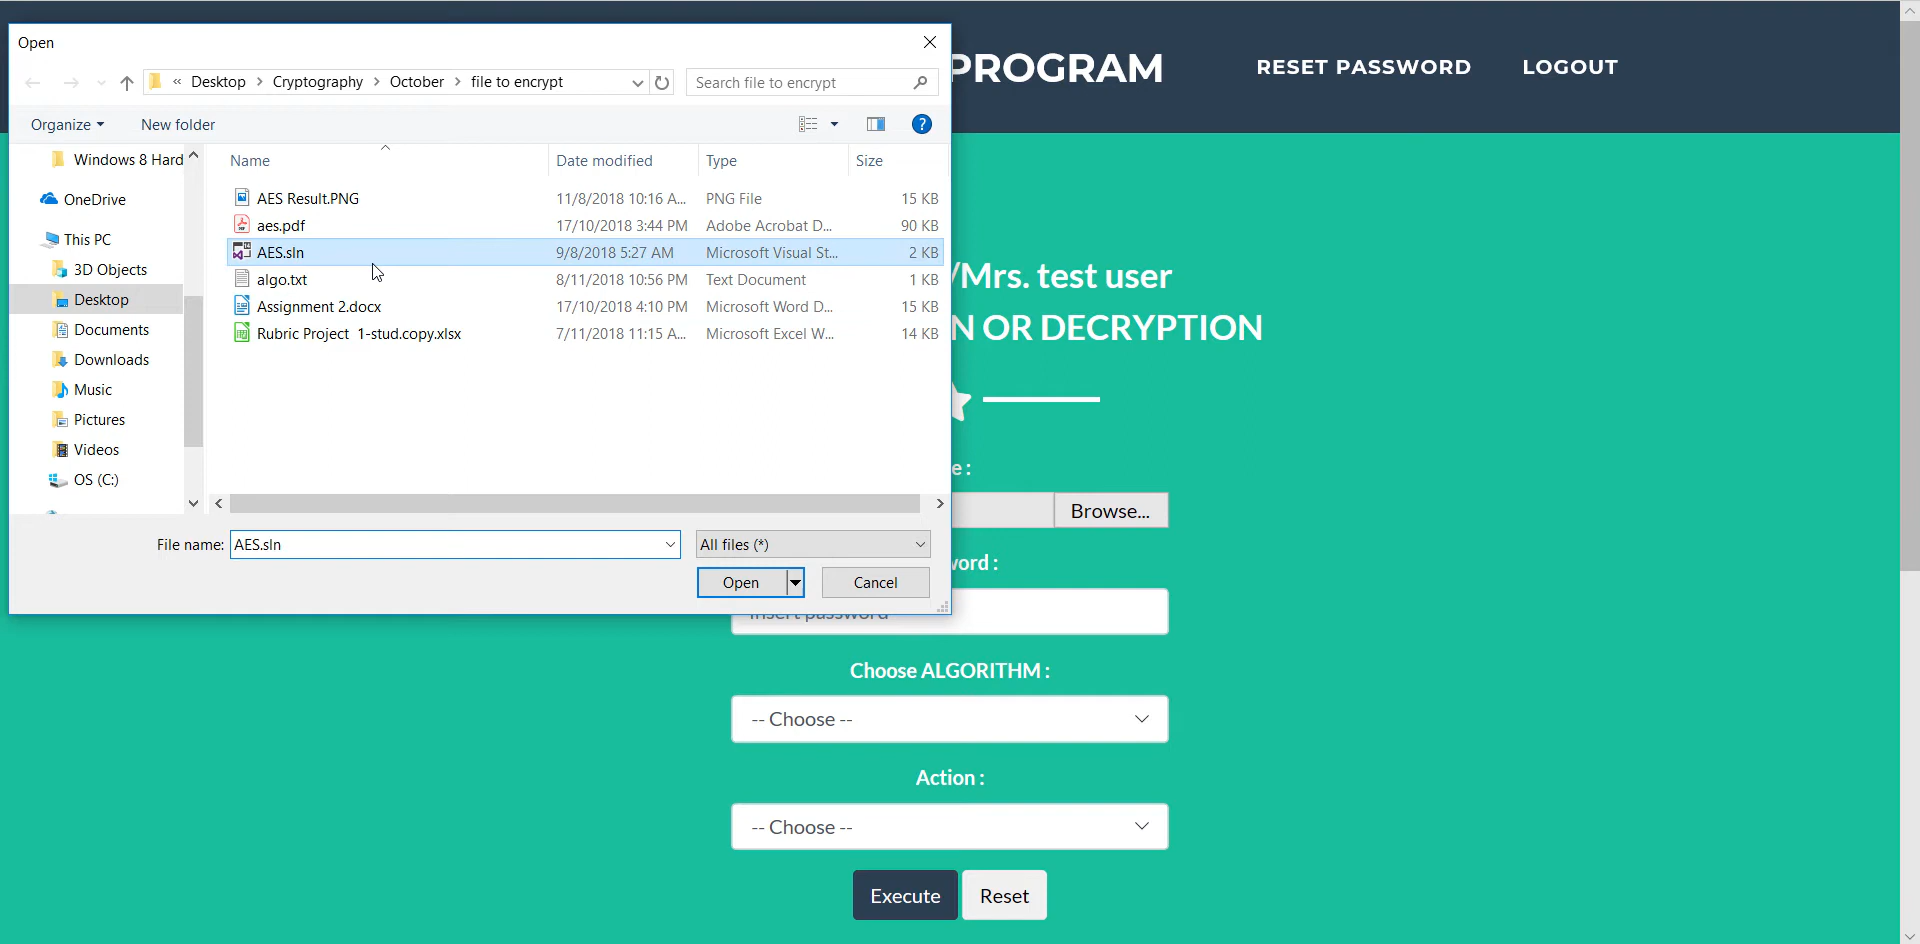 Open
« Desktop > Cryptography > October > file to encrypt
Search file to encrypt
Organize
New folder
Windows 8 Hard
OneDrive
This PC
3D Objects
Desktop
Documents
Downloads
Music
Pictures
Videos
OS (C:)
Name Date modified Type Size
AES Result.PNG 11/8/2018 10:16 A... PNG File 15 KB
aes.pdf 17/10/2018 3:44 PM Adobe Acrobat D... 90 KB
AES.sln 9/8/2018 5:27 AM Microsoft Visual St... 2 KB
algo.txt 8/11/2018 10:56 PM Text Document 1 KB
Assignment 2.docx 17/10/2018 4:10 PM Microsoft Word D... 15 KB
Rubric Project 1-stud.copy.xlsx 7/11/2018 11:15 A... Microsoft Excel W... 14 KB
File name: AES.sln
All files (*)
Open
Cancel
PROGRAM
RESET PASSWORD
LOGOUT
/Mrs. test user
N OR DECRYPTION
e :
Browse...
word :
Insert password
Choose ALGORITHM :
-- Choose --
Action :
-- Choose --
Execute
Reset